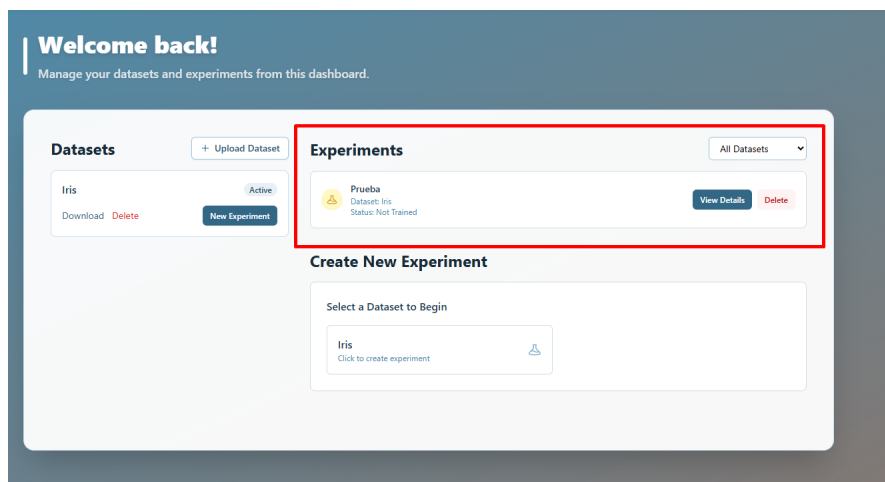 Welcome back!
Manage your datasets and experiments from this dashboard.
Datasets
+ Upload Dataset
Iris
Active
Download Delete
New Experiment
Experiments
All Datasets
Prueba
Dataset: Iris
Status: Not Trained
View Details
Delete
Create New Experiment
Select a Dataset to Begin
Iris
Click to create experiment